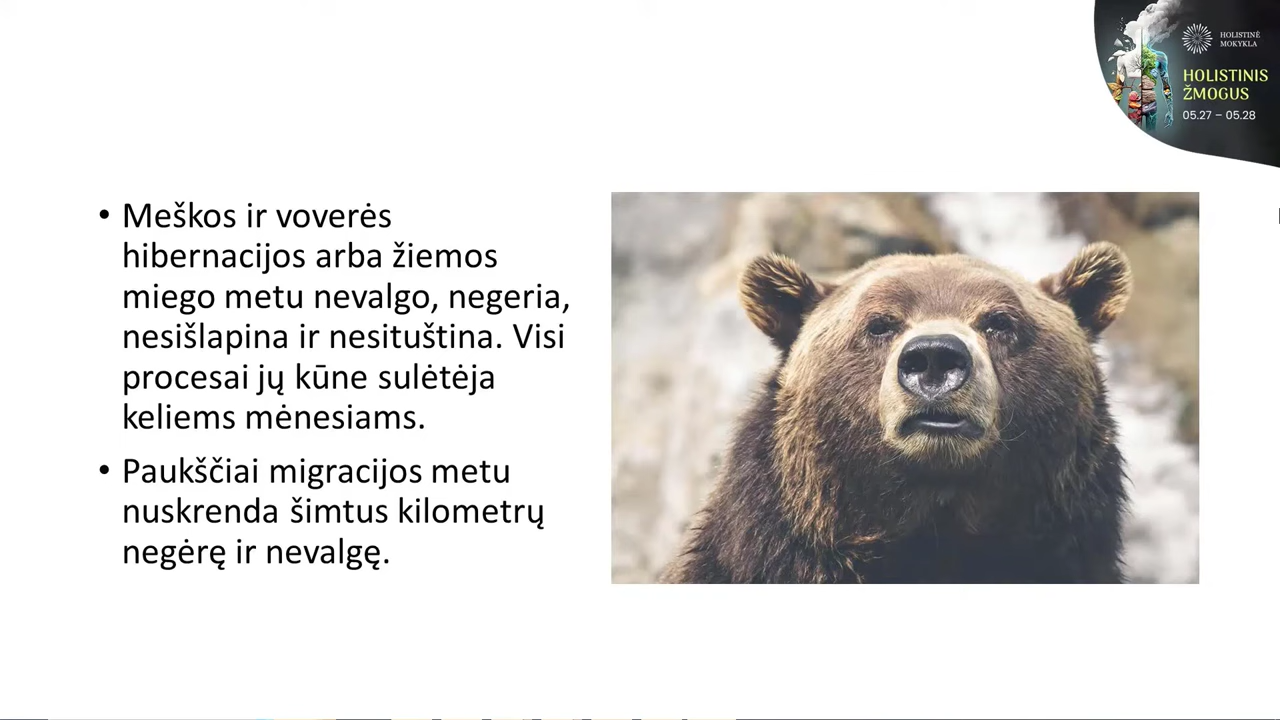 HOLISTINĖ
MOKYKLA
HOLISTINIS
ŽMOGUS
05.27 – 05.28
• Meškos ir voverės
hibernacijos arba žiemos
miego metu nevalgo, negeria,
nesišlapina ir nesituština. Visi
procesai jų kūne sulėtėja
keliems mėnesiams.
• Paukščiai migracijos metu
nuskrenda šimtus kilometrų
negėrę ir nevalgę.